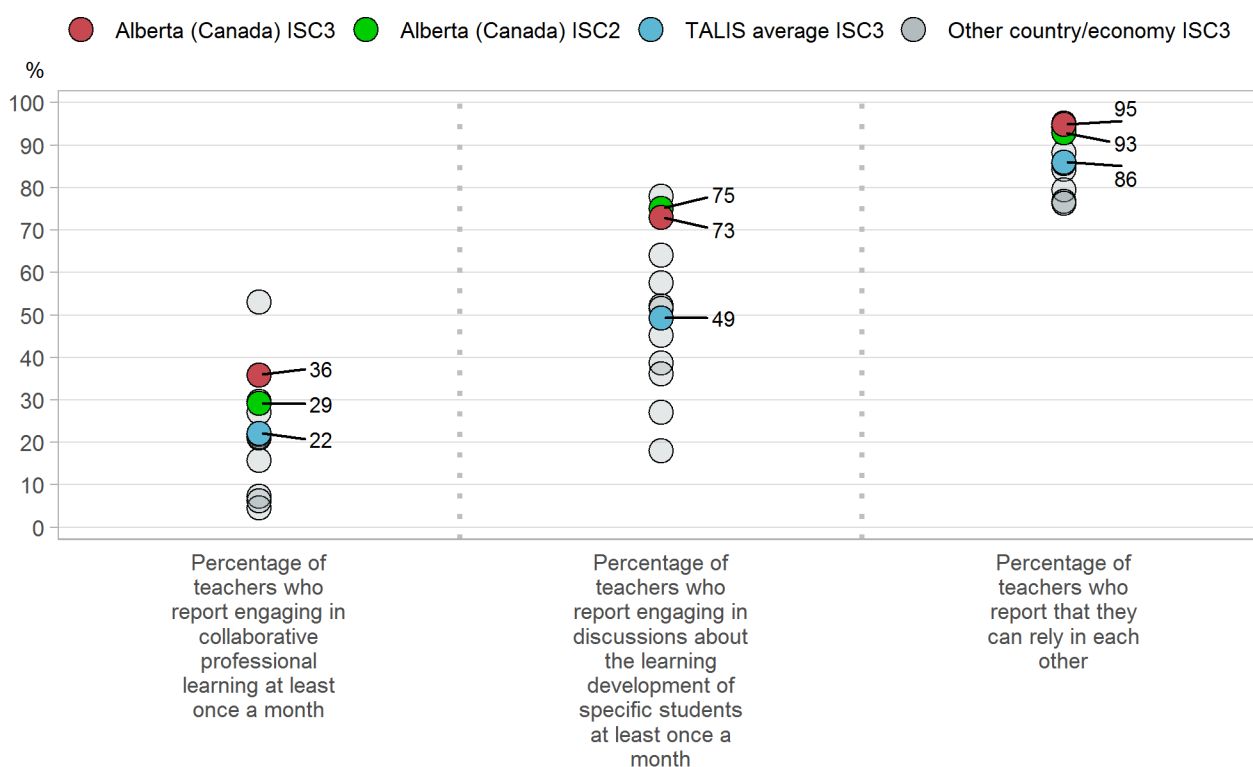 Alberta (Canada) ISC3 Alberta (Canada) ISC2 TALIS average ISC3 Other country/economy ISC3
%
100
90
80
70
60
50
40
30
20
10
0
36
29
22
75
73
49
95
93
86
Percentage of
teachers who
report engaging in
collaborative
professional
learning at least
once a month
Percentage of
teachers who
report engaging in
discussions about
the learning
development of
specific students
at least once a
month
Percentage of
teachers who
report that they
can rely in each
other